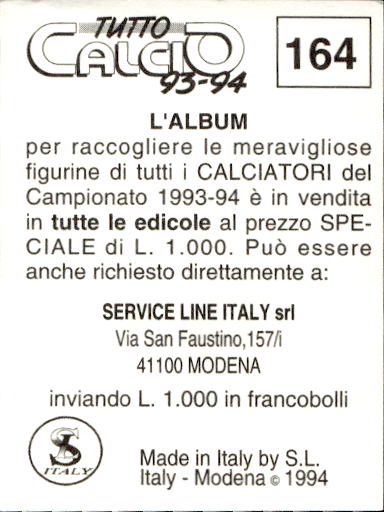 TUTTO
CALCIO
93-94
164
L'ALBUM
per raccogliere le meravigliose
figurine di tutti i CALCIATORI del
Campionato 1993-94 è in vendita
in tutte le edicole al prezzo SPE-
CIALE di L. 1.000. Può essere
anche richiesto direttamente a:
SERVICE LINE ITALY srl
Via San Faustino,157/i
41100 MODENA
inviando L. 1.000 in francobolli
SL
ITALY
Made in Italy by S.L.
Italy - Modena © 1994